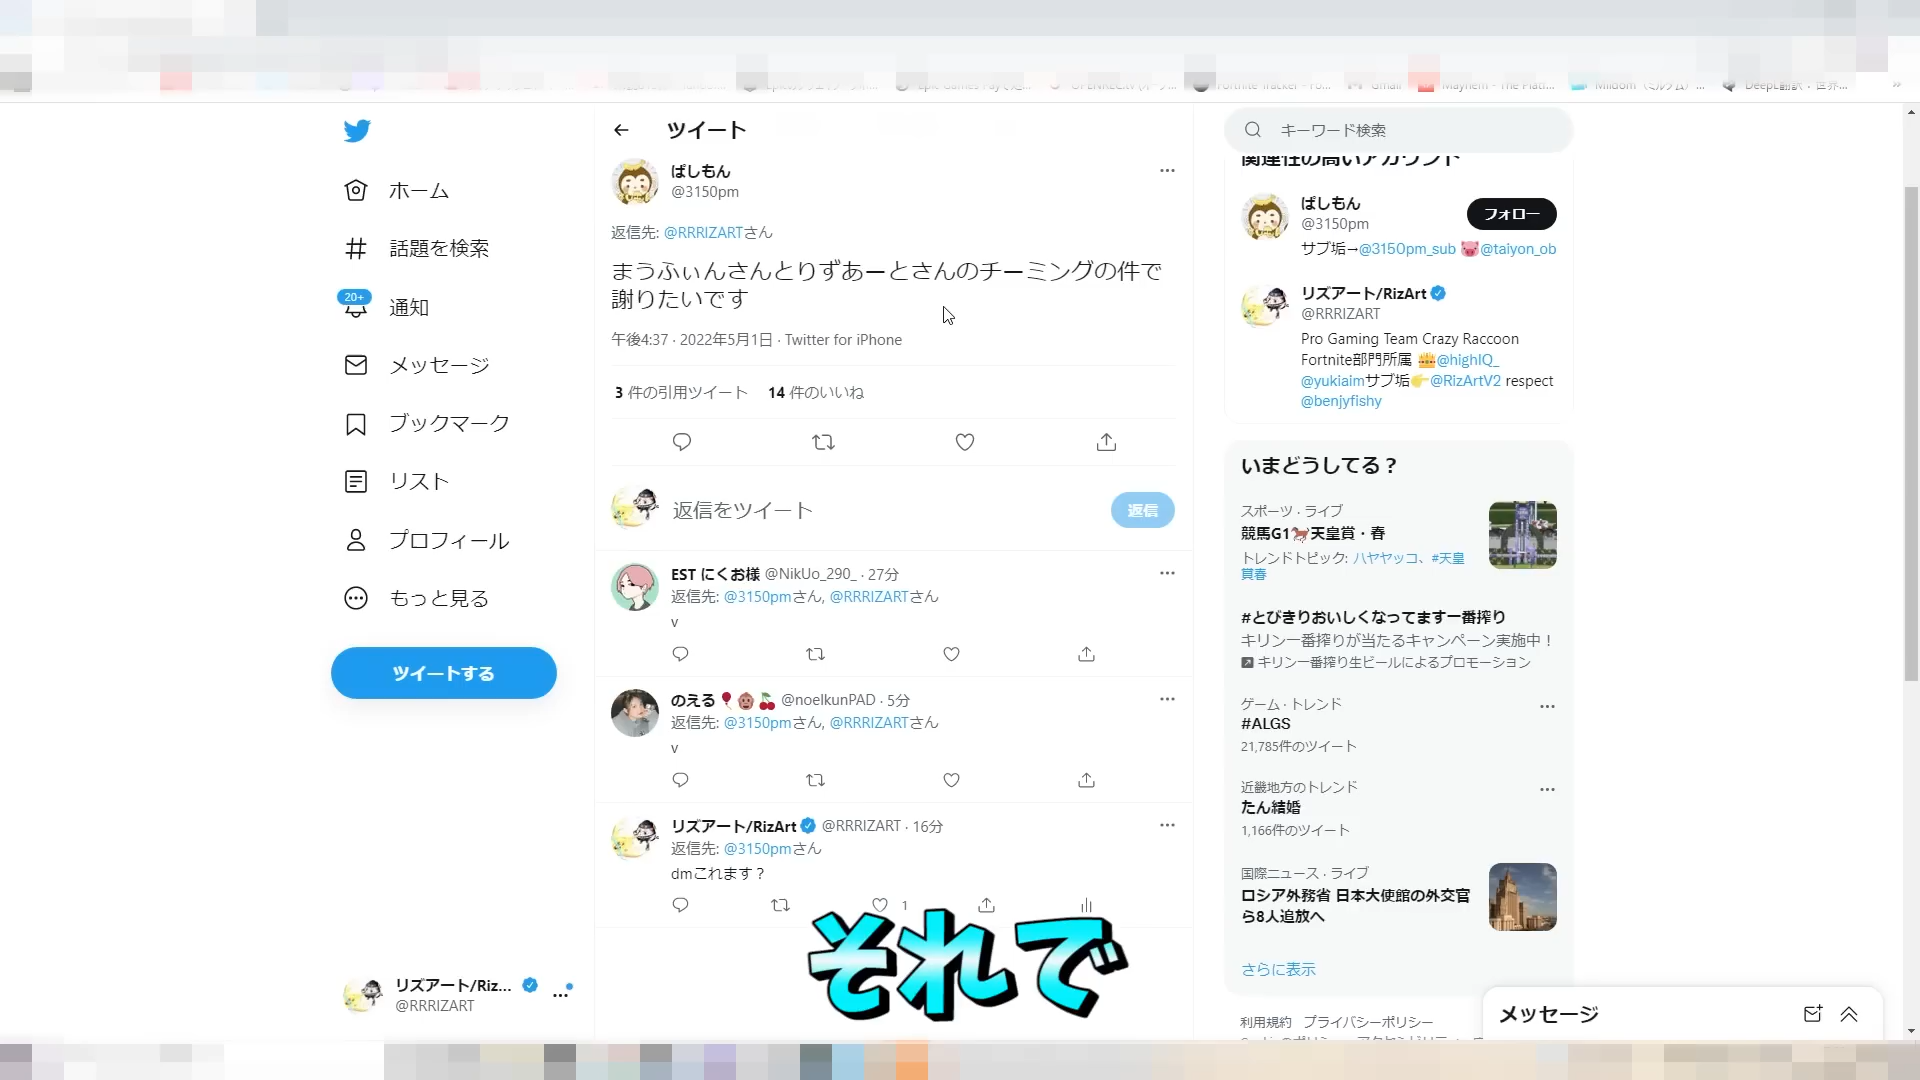 ホーム
話題を検索
20+
通知
メッセージ
ブックマーク
リスト
プロフィール
もっと見る
ツイートする
リズアート/Riz...
@RRRIZART
ツイート
ぱしもん
@3150pm
返信先: @RRRIZARTさん
まうふぃんさんとりずあーとさんのチーミングの件で
謝りたいです
午後4:37 · 2022年5月1日 · Twitter for iPhone
3 件の引用ツイート 14 件のいいね
返信をツイート
返信
EST にくお様 @NikUo_290_ · 27分
返信先: @3150pmさん, @RRRIZARTさん
v
のえる @noelkunPAD · 5分
返信先: @3150pmさん, @RRRIZARTさん
v
リズアート/RizArt @RRRIZART · 16分
返信先: @3150pmさん
dmこれます？
1
それで
キーワード検索
関連性の高いアカウント
ぱしもん
@3150pm
フォロー
サブ垢→@3150pm_sub @taiyon_ob
リズアート/RizArt
@RRRIZART
Pro Gaming Team Crazy Raccoon
Fortnite部門所属 @highIQ_
@yukiaimサブ垢@RizArtV2 respect
@benjyfishy
いまどうしてる？
スポーツ · ライブ
競馬G1天皇賞・春
トレンドトピック: ハヤヤッコ、#天皇
賞春
#とびきりおいしくなってます一番搾り
キリン一番搾りが当たるキャンペーン実施中！
キリン一番搾り生ビールによるプロモーション
ゲーム · トレンド
#ALGS
21,785件のツイート
近畿地方のトレンド
たん結婚
1,166件のツイート
国際ニュース · ライブ
ロシア外務省 日本大使館の外交官
ら8人追放へ
さらに表示
利用規約 プライバシーポリシー
メッセージ